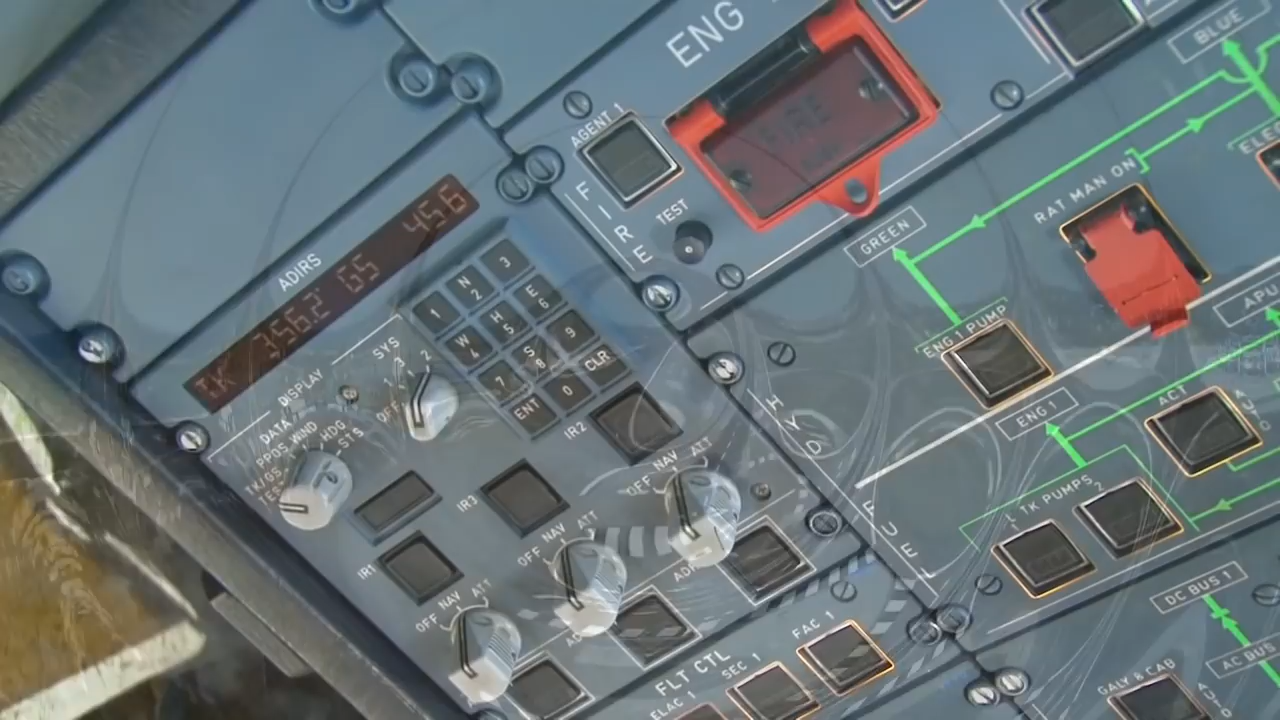 ENG
AGENT 1
FIRE
FIRE
TEST
ADIRS
TK 356.2 GS 456
DATA DISPLAY
PPOS WIND
TK/GS HDG
TEST STS
SYS
OFF 1 3 2
1 N 2 3
W 4 H 5 E 6
7 S 8 9
ENT 0 CLR
IR1
IR3
IR2
OFF NAV ATT
OFF NAV ATT
OFF NAV ATT
FLT CTL
ELAC 1
SEC 1
FAC 1
HYD
GREEN
BLUE
RAT MAN ON
ENG 1 PUMP
FUEL
ENG 1
L TK PUMPS 2
ACT
APU
DC BUS 1
AC BUS
GALY & CAB
AUTO